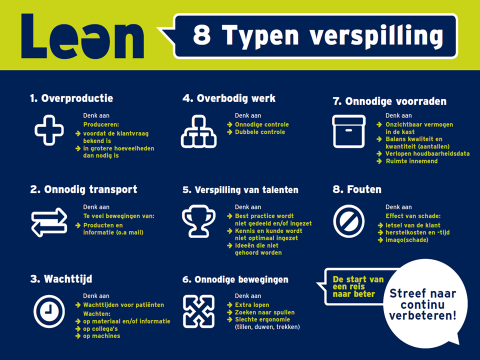 Lean
8 Typen verspilling
1. Overproductie
Denk aan
Produceren:
voordat de klantvraag
bekend is
in grotere hoeveelheden
dan nodig is
2. Onnodig transport
Denk aan
Te veel bewegingen van:
Producten en
informatie (o.a mail)
3. Wachttijd
Denk aan
Wachttijden voor patiënten
Wachten:
op materiaal en/of informatie
op collega's
op machines
4. Overbodig werk
Denk aan
Onnodige controle
Dubbele controle
5. Verspilling van talenten
Denk aan
Best practice wordt
niet gedeeld en/of ingezet
Kennis en kunde wordt
niet optimaal ingezet
Ideeën die niet
gehoord worden
6. Onnodige bewegingen
Denk aan
Extra lopen
Zoeken naar spullen
Slechte ergonomie
(tillen, duwen, trekken)
7. Onnodige voorraden
Denk aan
Onzichtbaar vermogen
in de kast
Balans kwaliteit en
kwantiteit (aantallen)
Verlopen houdbaarheidsdata
Ruimte innemend
8. Fouten
Denk aan
Effect van schade:
letsel van de klant
herstelkosten en -tijd
imago(schade)
De start van
een reis
naar beter
Streef naar
continu
verbeteren!